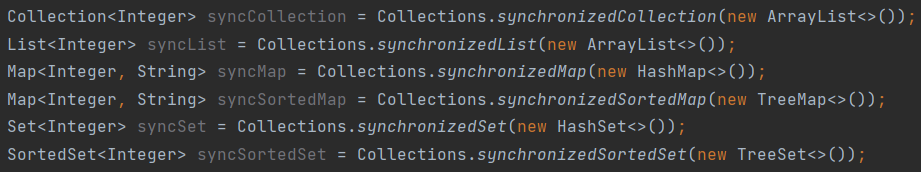 Collection<Integer> syncCollection = Collections.synchronizedCollection(new ArrayList<>());
List<Integer> syncList = Collections.synchronizedList(new ArrayList<>());
Map<Integer, String> syncMap = Collections.synchronizedMap(new HashMap<>());
Map<Integer, String> syncSortedMap = Collections.synchronizedSortedMap(new TreeMap<>());
Set<Integer> syncSet = Collections.synchronizedSet(new HashSet<>());
SortedSet<Integer> syncSortedSet = Collections.synchronizedSortedSet(new TreeSet<>());